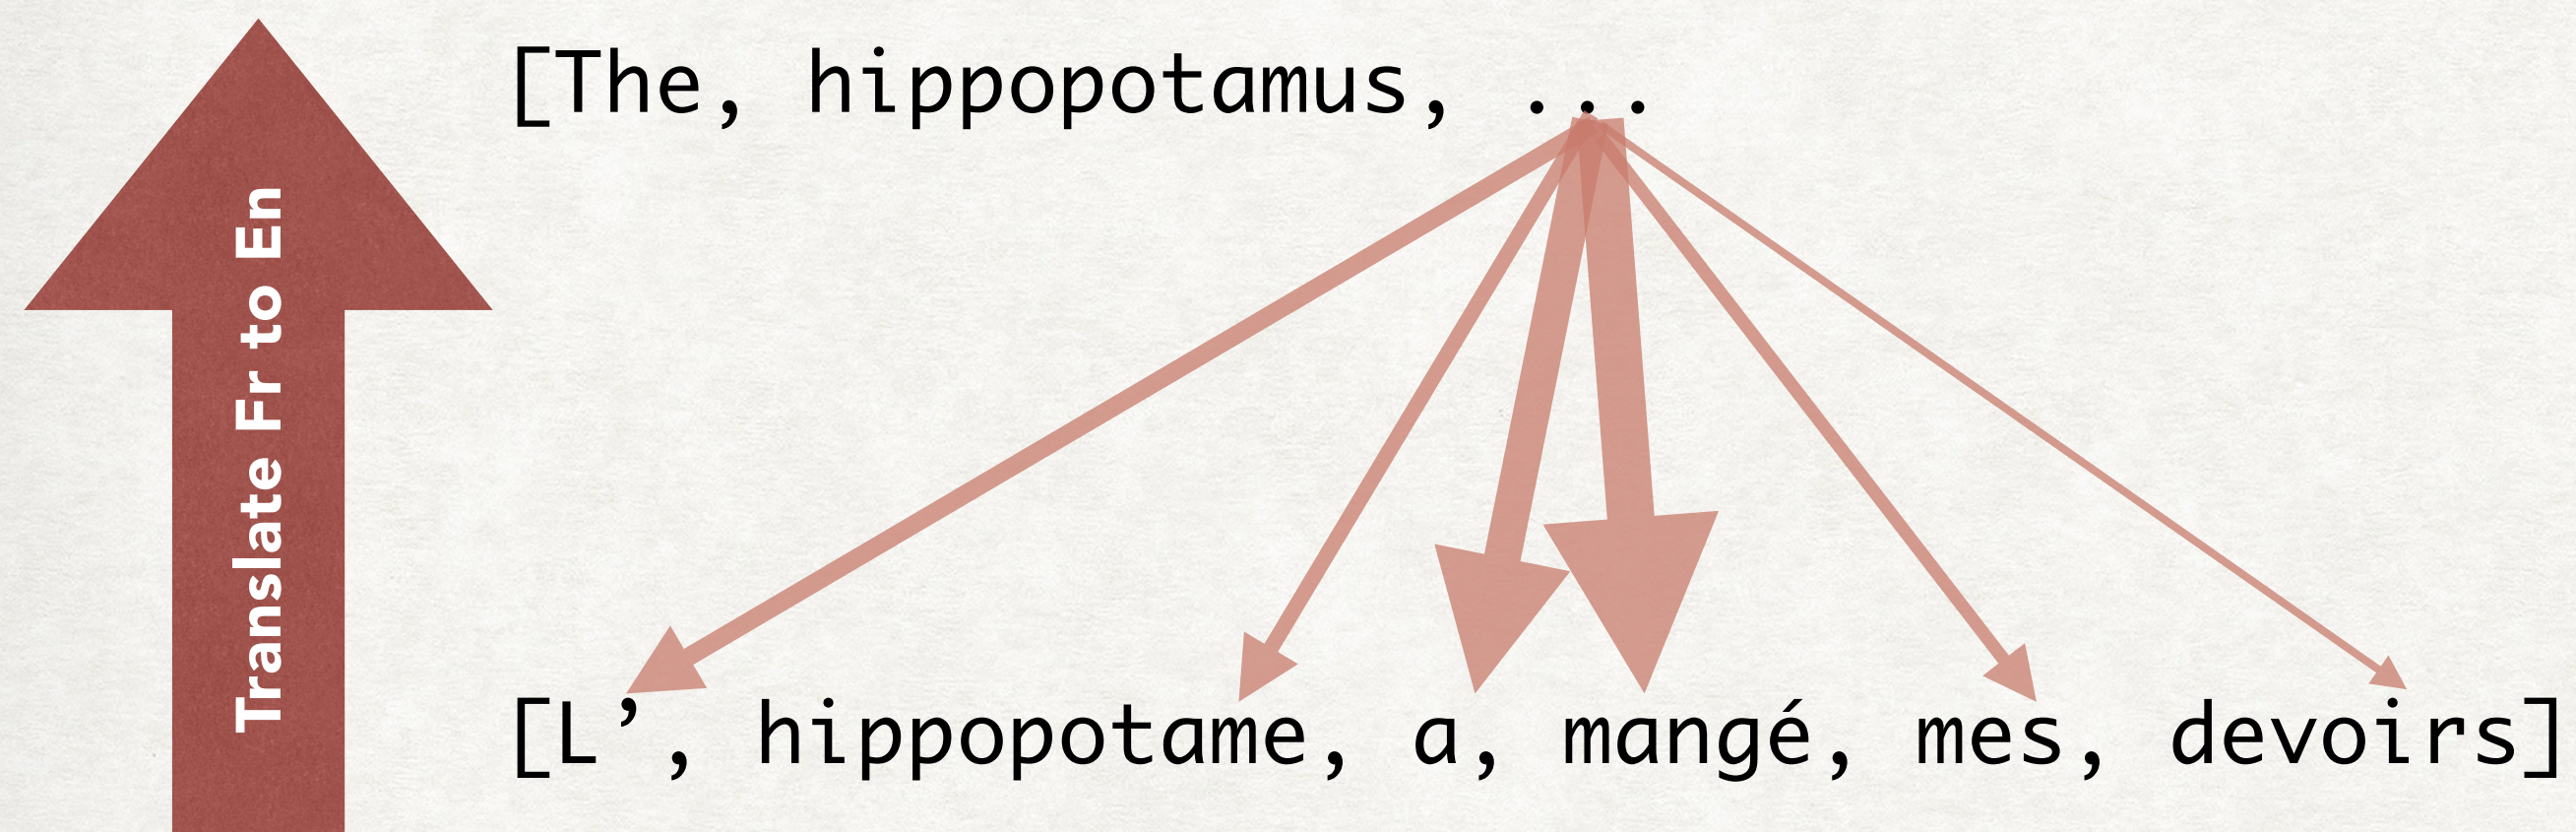 [The, hippopotamus, ...
Translate Fr to En
[L’, hippopotame, a, mangé, mes, devoirs]